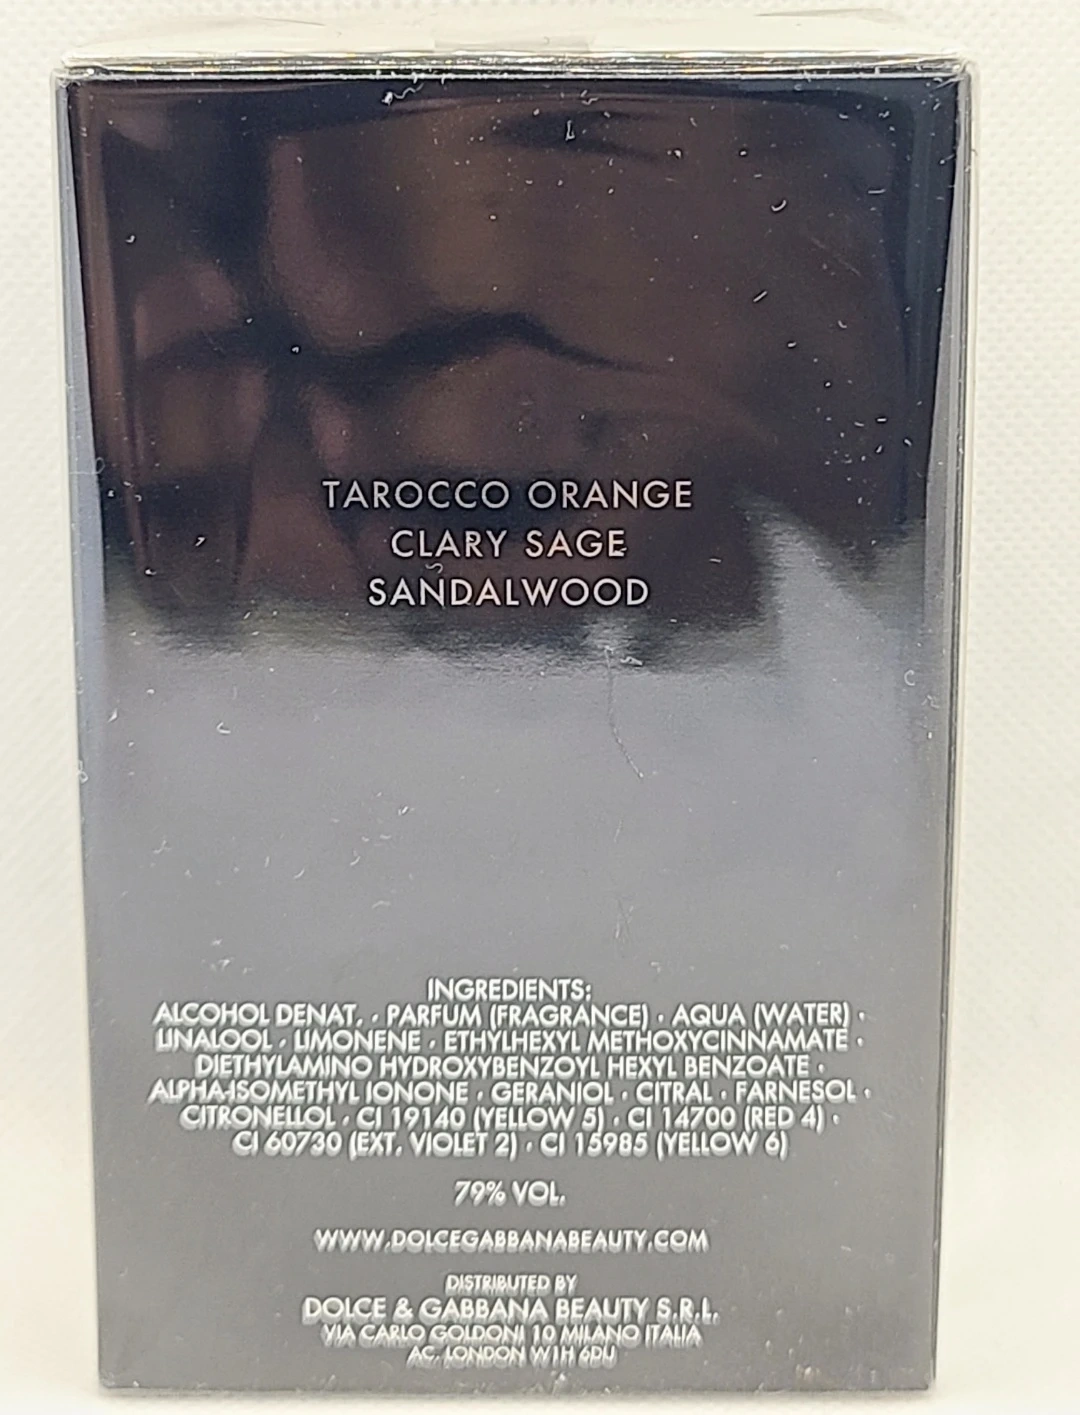 TAROCCO ORANGE
CLARY SAGE
SANDALWOOD
INGREDIENTS:
ALCOHOL DENAT. • PARFUM (FRAGRANCE) • AQUA (WATER) •
LINALOOL • LIMONENE • ETHYLHEXYL METHOXYCINNAMATE •
DIETHYLAMINO HYDROXYBENZOYL HEXYL BENZOATE •
ALPHA-ISOMETHYL IONONE • GERANIOL • CITRAL • FARNESOL •
CITRONELLOL • CI 19140 (YELLOW 5) • CI 14700 (RED 4) •
CI 60730 (EXT. VIOLET 2) • CI 15985 (YELLOW 6)
79% VOL.
WWW.DOLCEGABBANABEAUTY.COM
DISTRIBUTED BY
DOLCE & GABBANA BEAUTY S.R.L.
VIA CARLO GOLDONI 10 MILANO ITALIA
AC. LONDON W1H 6DU